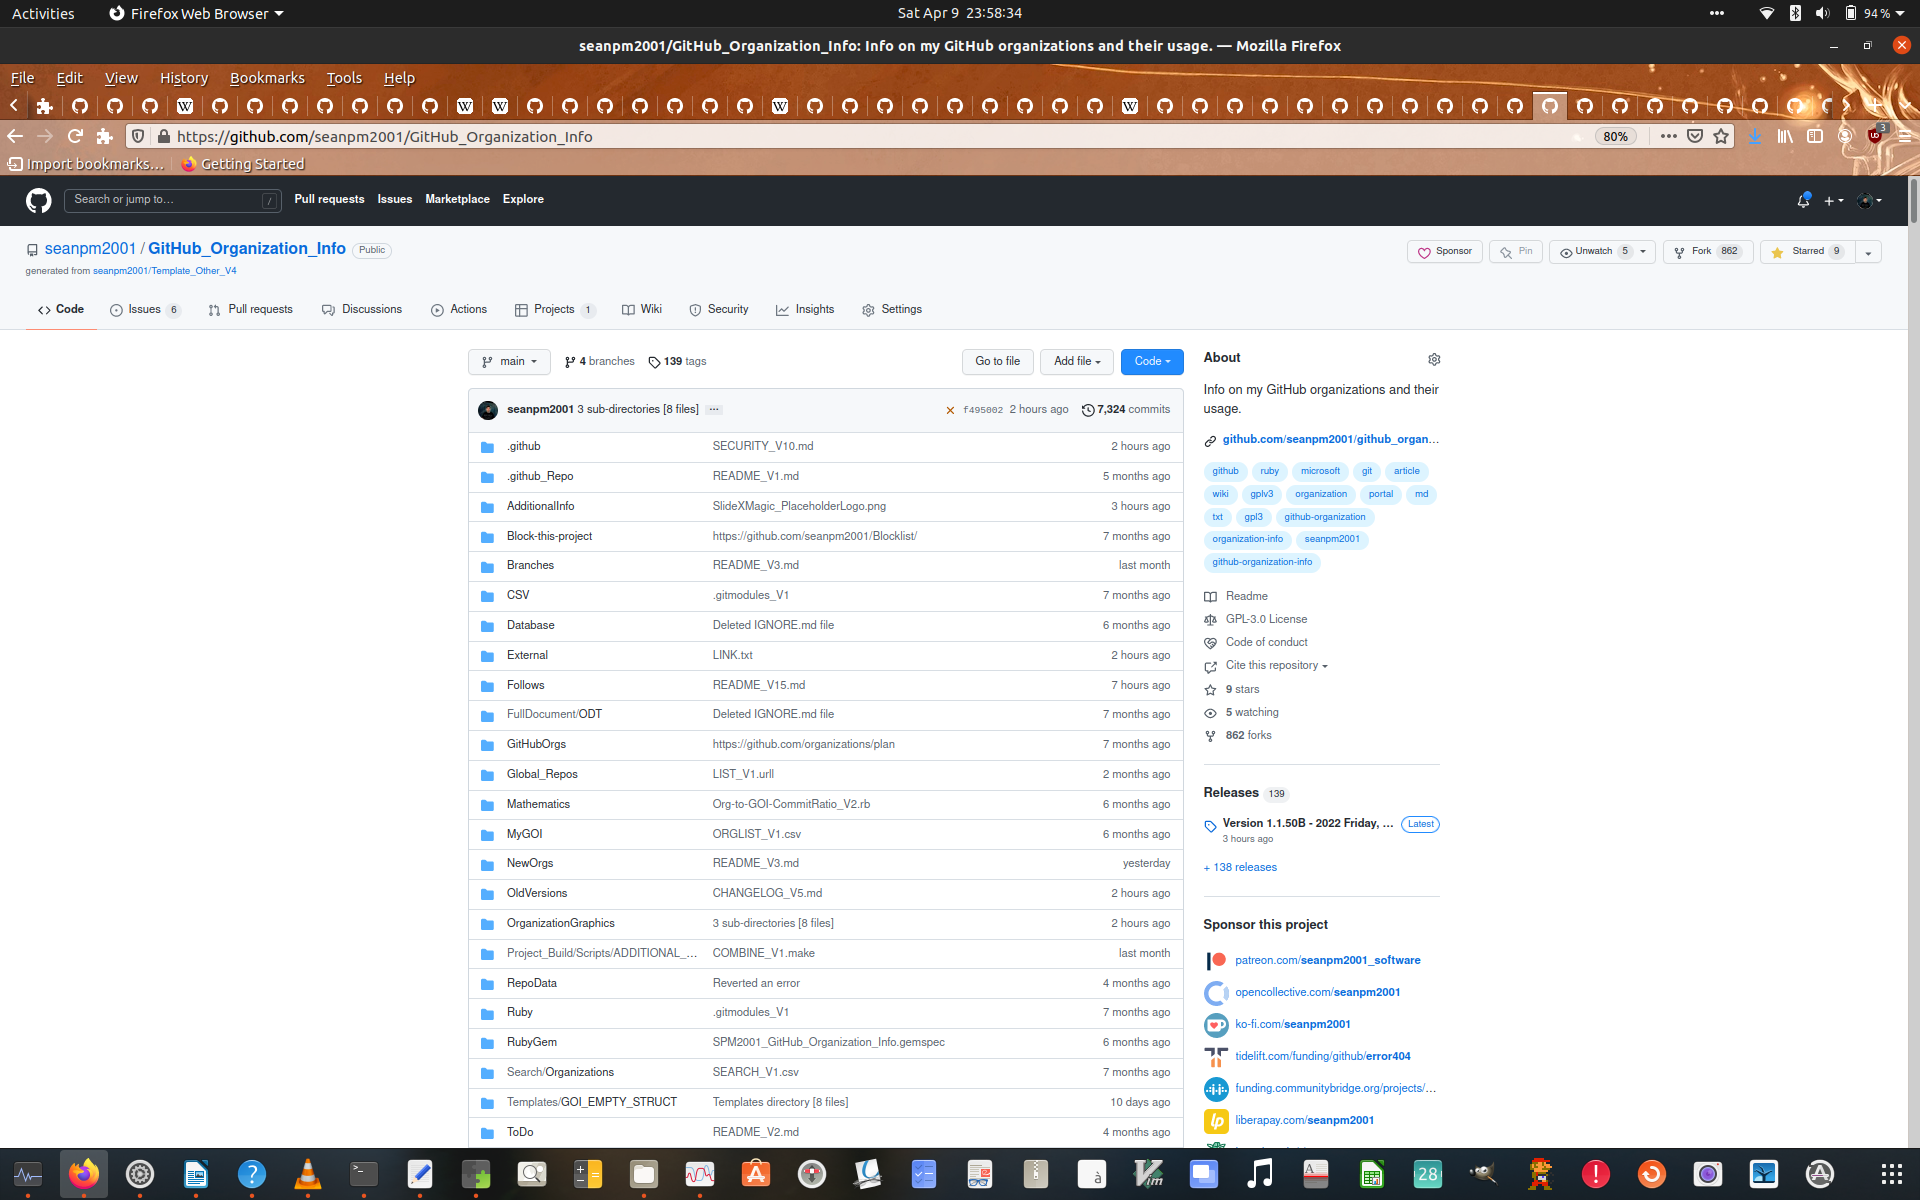 Activities Firefox Web Browser Sat Apr 9 23:58:34 94 %
seanpm2001/GitHub_Organization_Info: Info on my GitHub organizations and their usage. — Mozilla Firefox
File Edit View History Bookmarks Tools Help
https://github.com/seanpm2001/GitHub_Organization_Info 80% 3
Import bookmarks… Getting Started
Search or jump to… / Pull requests Issues Marketplace Explore
seanpm2001 / GitHub_Organization_Info Public Sponsor Pin Unwatch 5 Fork 862 Starred 9
generated from seanpm2001/Template_Other_V4
Code Issues 6 Pull requests Discussions Actions Projects 1 Wiki Security Insights Settings
main 4 branches 139 tags Go to file Add file Code
seanpm2001 3 sub-directories [8 files] ... f495002 2 hours ago 7,324 commits
.github SECURITY_V10.md 2 hours ago
.github_Repo README_V1.md 5 months ago
AdditionalInfo SlideXMagic_PlaceholderLogo.png 3 hours ago
Block-this-project https://github.com/seanpm2001/Blocklist/ 7 months ago
Branches README_V3.md last month
CSV .gitmodules_V1 7 months ago
Database Deleted IGNORE.md file 6 months ago
External LINK.txt 2 hours ago
Follows README_V15.md 7 hours ago
FullDocument/ODT Deleted IGNORE.md file 7 months ago
GitHubOrgs https://github.com/organizations/plan 7 months ago
Global_Repos LIST_V1.urll 2 months ago
Mathematics Org-to-GOI-CommitRatio_V2.rb 6 months ago
MyGOI ORGLIST_V1.csv 6 months ago
NewOrgs README_V3.md yesterday
OldVersions CHANGELOG_V5.md 2 hours ago
OrganizationGraphics 3 sub-directories [8 files] 2 hours ago
Project_Build/Scripts/ADDITIONAL_... COMBINE_V1.make last month
RepoData Reverted an error 4 months ago
Ruby .gitmodules_V1 7 months ago
RubyGem SPM2001_GitHub_Organization_Info.gemspec 6 months ago
Search/Organizations SEARCH_V1.csv 7 months ago
Templates/GOI_EMPTY_STRUCT Templates directory [8 files] 10 days ago
ToDo README_V2.md 4 months ago
About
Info on my GitHub organizations and their
usage.
github.com/seanpm2001/github_organ…
github ruby microsoft git article
wiki gplv3 organization portal md
txt gpl3 github-organization
organization-info seanpm2001
github-organization-info
Readme
GPL-3.0 License
Code of conduct
Cite this repository
9 stars
5 watching
862 forks
Releases 139
Version 1.1.50B - 2022 Friday, ... Latest
3 hours ago
+ 138 releases
Sponsor this project
patreon.com/seanpm2001_software
opencollective.com/seanpm2001
ko-fi.com/seanpm2001
tidelift.com/funding/github/error404
funding.communitybridge.org/projects/…
liberapay.com/seanpm2001
28